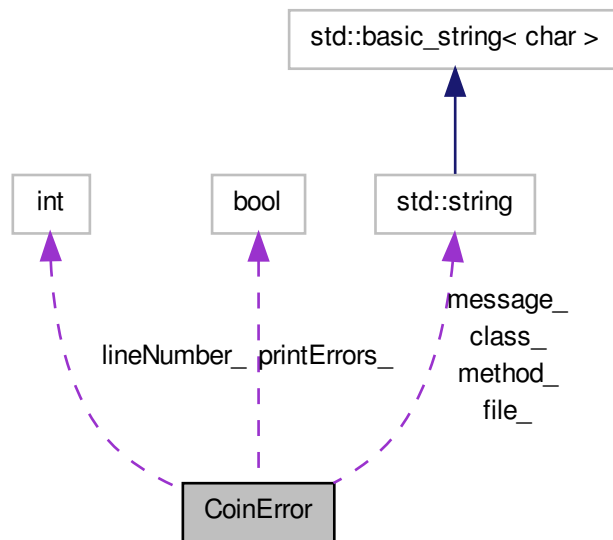 std::basic_string< char >
int
bool
std::string
lineNumber_
printErrors_
message_
class_
method_
file_
CoinError